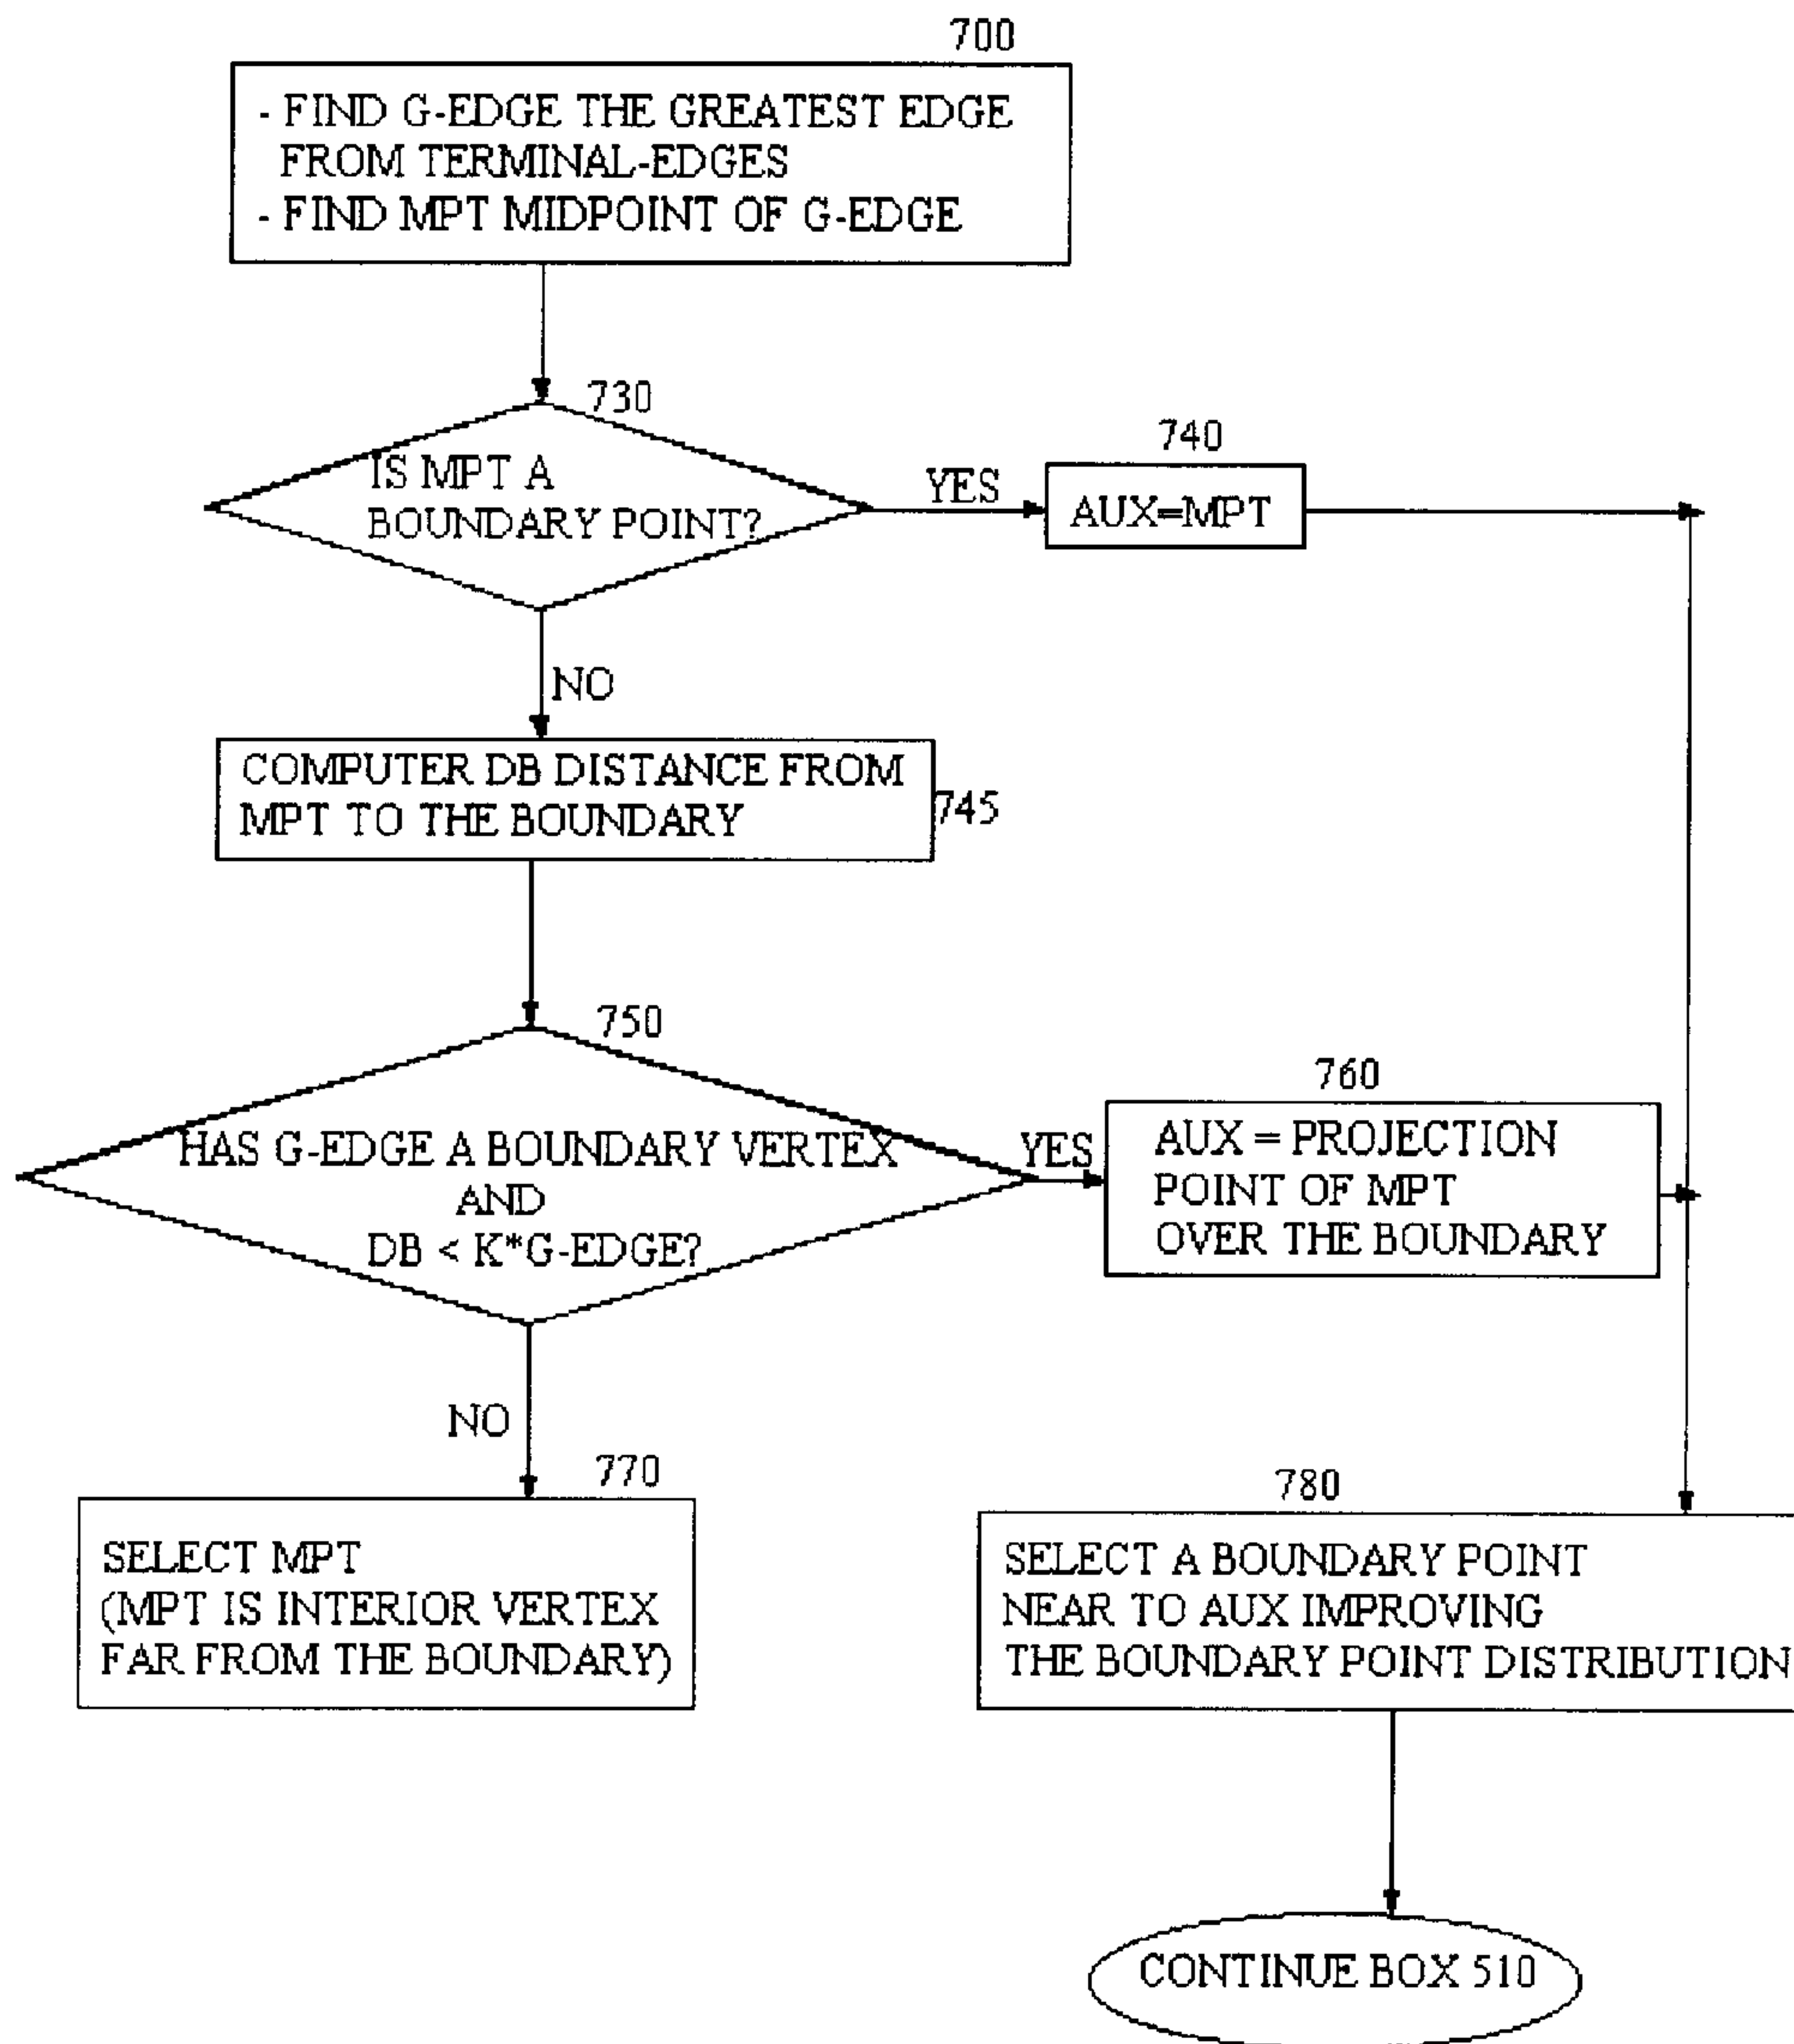 700
- FIND G-EDGE THE GREATEST EDGE
FROM TERMINAL-EDGES
- FIND MPT MIDPOINT OF G-EDGE
730
IS MPT A
BOUNDARY POINT?
YES
740
AUX=MPT
NO
COMPUTER DB DISTANCE FROM
MPT TO THE BOUNDARY
745
750
HAS G-EDGE A BOUNDARY VERTEX
AND
DB < K*G-EDGE?
YES
760
AUX = PROJECTION
POINT OF MPT
OVER THE BOUNDARY
NO
770
SELECT MPT
(MPT IS INTERIOR VERTEX
FAR FROM THE BOUNDARY)
780
SELECT A BOUNDARY POINT
NEAR TO AUX IMPROVING
THE BOUNDARY POINT DISTRIBUTION
CONTINUE BOX 510